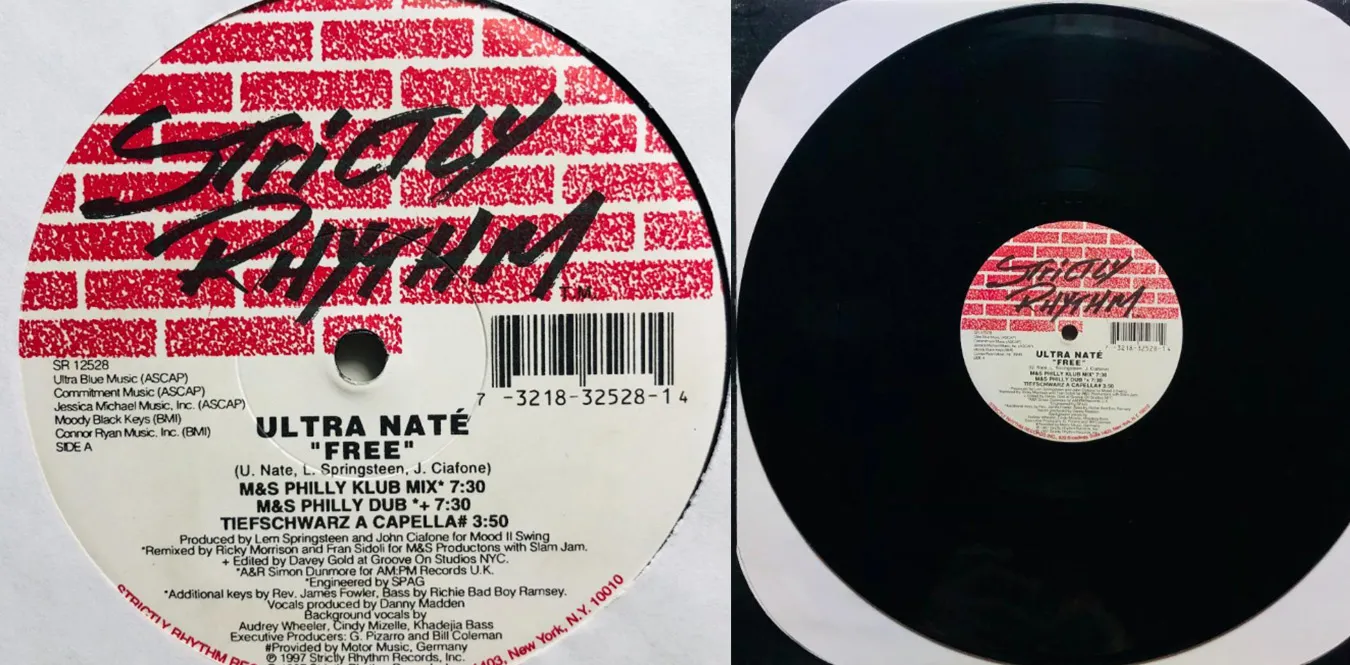 STRICTLY
RHYTHM
T.M.
SR 12528
Ultra Blue Music (ASCAP)
Commitment Music (ASCAP)
Jessica Michael Music, Inc. (ASCAP)
Moody Black Keys (BMI)
Connor Ryan Music, Inc. (BMI)
SIDE A
7 -3218-32528-1 4
ULTRA NATÉ
"FREE"
(U. Nate, L. Springsteen, J. Ciafone)
M&S PHILLY KLUB MIX* 7:30
M&S PHILLY DUB *+ 7:30
TIEFSCHWARZ A CAPELLA# 3:50
Produced by Lem Springsteen and John Ciafone for Mood II Swing
*Remixed by Ricky Morrison and Fran Sidoli for M&S Productons with Slam Jam.
+ Edited by Davey Gold at Groove On Studios NYC.
*A&R Simon Dunmore for AM:PM Records U.K.
*Engineered by SPAG
*Additional keys by Rev. James Fowler, Bass by Richie Bad Boy Ramsey.
Vocals produced by Danny Madden
Background vocals by
Audrey Wheeler, Cindy Mizelle, Khadejia Bass
Executive Producers: G. Pizarro and Bill Coleman
#Provided by Motor Music, Germany
℗ 1997 Strictly Rhythm Records, Inc.
STRICTLY RHYTHM New York, N.Y. 10010
STRICTLY
RHYTHM
7 -3218-32528-1 4
ULTRA NATÉ
"FREE"
M&S PHILLY KLUB MIX* 7:30
M&S PHILLY DUB *+ 7:30
TIEFSCHWARZ A CAPELLA# 3:50